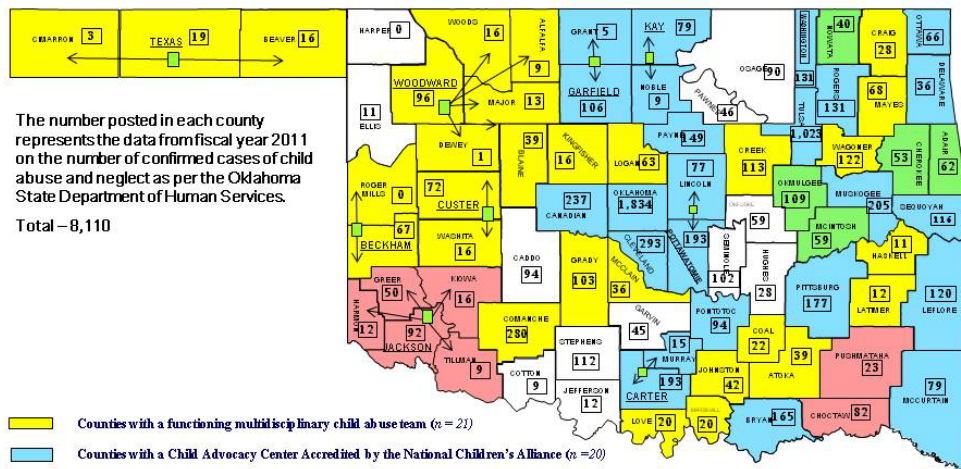 CIMARRON 3
TEXAS 19
BEAVER 16
HARPER 0
WOODS 16
ALFALFA 9
GRANT 5
KAY 79
OSAGE 90
WASHINGTON 131
NOWATA 40
CRAIG 28
OTTAWA 66
DELAWARE 36
ROGERS 131
MAYES 68
WOODWARD 96
MAJOR 13
GARFIELD 106
NOBLE 9
PAWNEE 46
TULSA 1,023
11 ELLIS
DEWEY 1
BLAINE 39
KINGFISHER 16
LOGAN 63
PAYNE 149
CREEK 113
WAGONER 122
CHEROKEE 53
ADAIR 62
The number posted in each county
represents the data from fiscal year 2011
on the number of confirmed cases of child
abuse and neglect as per the Oklahoma
State Department of Human Services.
Total – 8,110
ROGER MILLS 0
72 CUSTER
237 CANADIAN
OKLAHOMA 1,834
77 LINCOLN
OKMULGEE 109
MUSKOGEE 205
SEQUOYAH 116
67 BECKHAM
WASHITA 16
CADDO 94
GRADY 103
MCCLAIN 36
CLEVELAND 293
POTTAWATOMIE 193
SEMINOLE 102
59
HUGHES 28
MCINTOSH 59
HASKELL 11
PITTSBURG 177
LATIMER 12
LEFLORE 120
GREER 50
KIOWA 16
HARMON 12
92 JACKSON
TILLMAN 9
COMANCHE 280
STEPHENS 112
GARVIN 45
PONTOTOC 94
COAL 22
ATOKA 39
PUSHMATAHA 23
COTTON 9
JEFFERSON 12
MURRAY 15
193 CARTER
JOHNSTON 42
LOVE 20
20
BRYAN 165
CHOCTAW 82
79 MCCURTAIN
Counties with a functioning multidisciplinary child abuse team (n = 21)
Counties with a Child Advocacy Center Accredited by the National Children's Alliance (n =20)